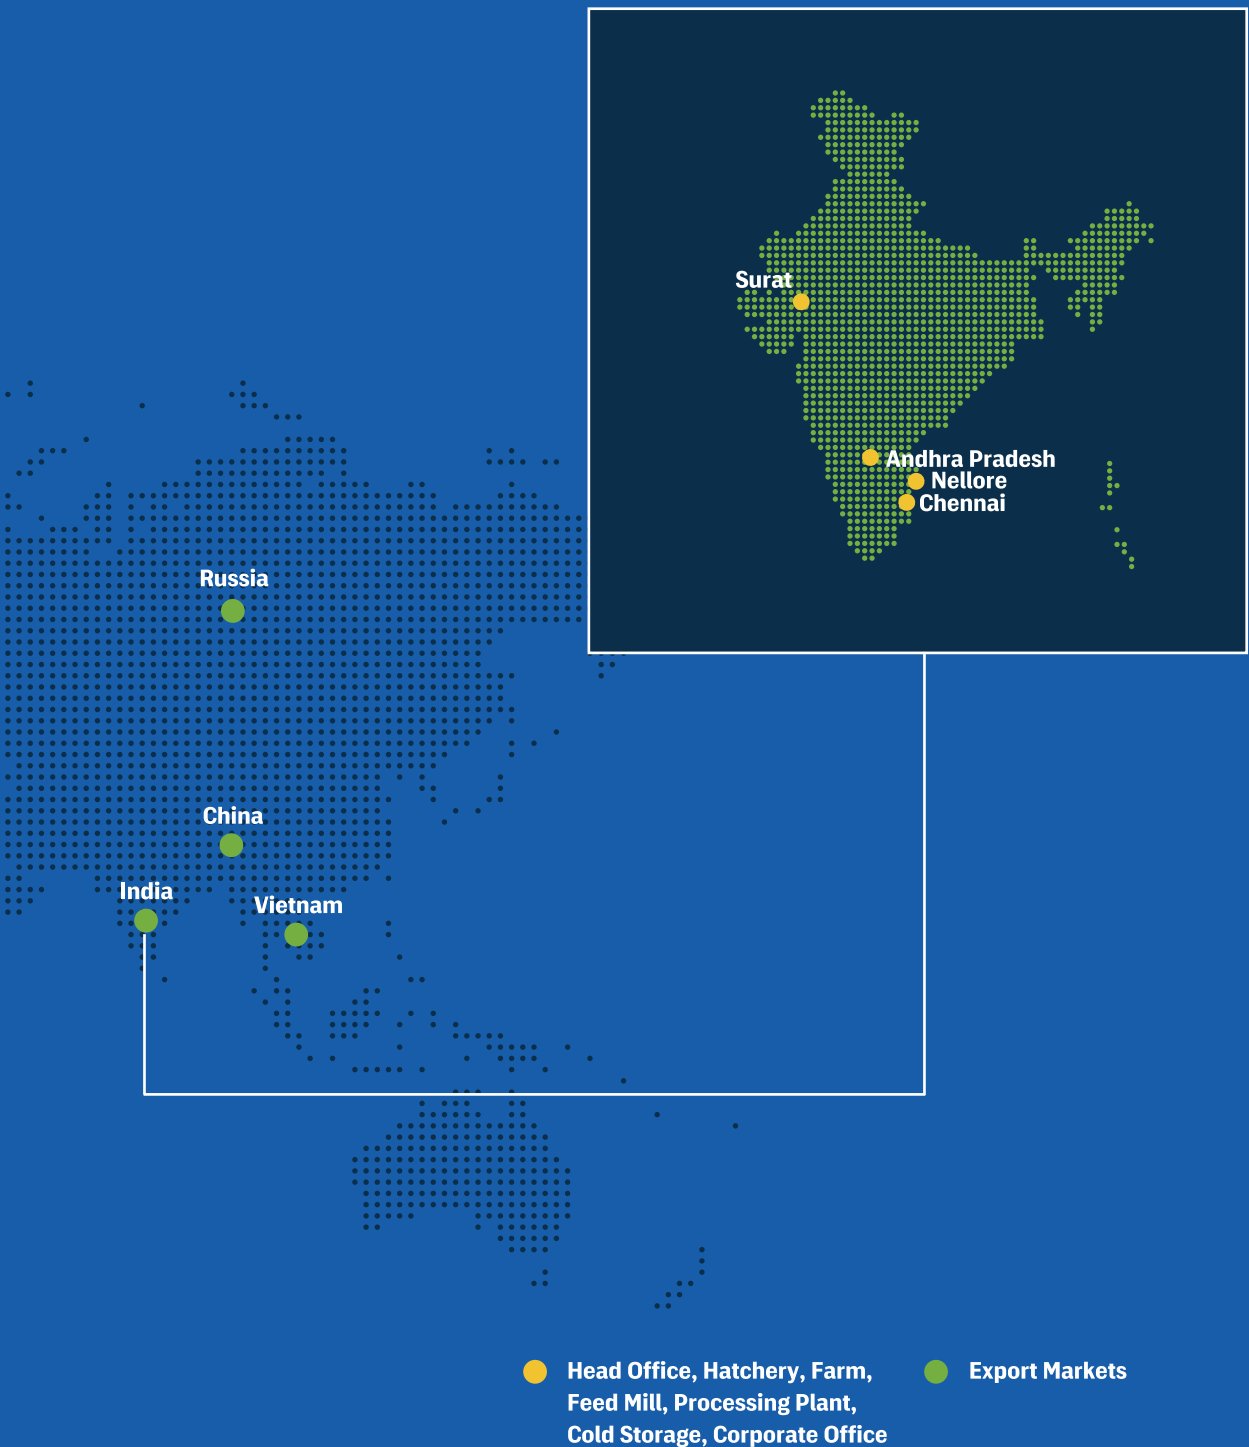 Surat
Andhra Pradesh
Nellore
Chennai
Russia
China
India
Vietnam
Head Office, Hatchery, Farm,
Feed Mill, Processing Plant,
Cold Storage, Corporate Office
Export Markets